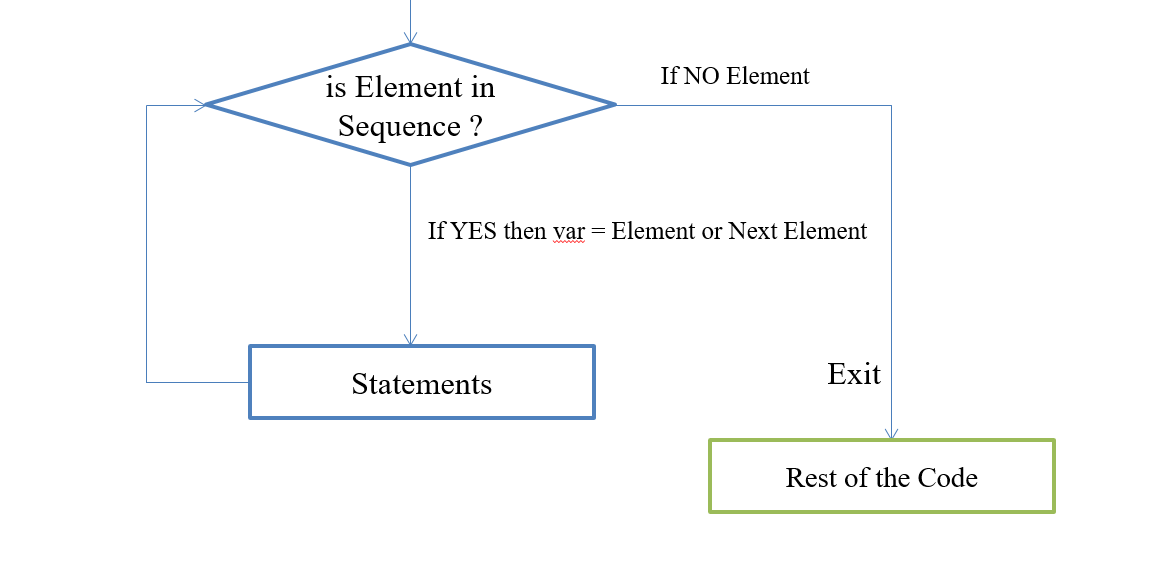 is Element in
Sequence ?
If NO Element
If YES then var = Element or Next Element
Statements
Exit
Rest of the Code